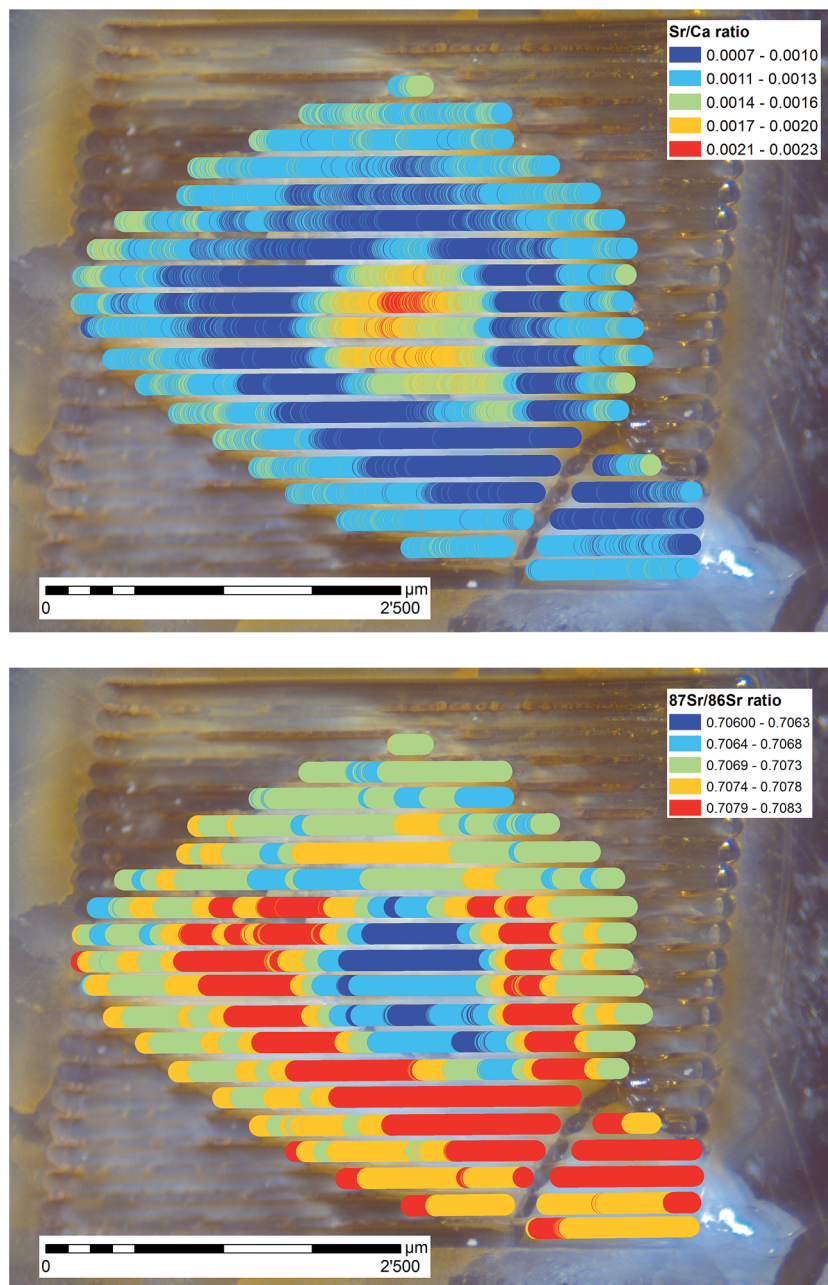 Sr/Ca ratio
0.0007 - 0.0010
0.0011 - 0.0013
0.0014 - 0.0016
0.0017 - 0.0020
0.0021 - 0.0023
µm
0 2'500
87Sr/86Sr ratio
0.70600 - 0.7063
0.7064 - 0.7068
0.7069 - 0.7073
0.7074 - 0.7078
0.7079 - 0.7083
µm
0 2'500